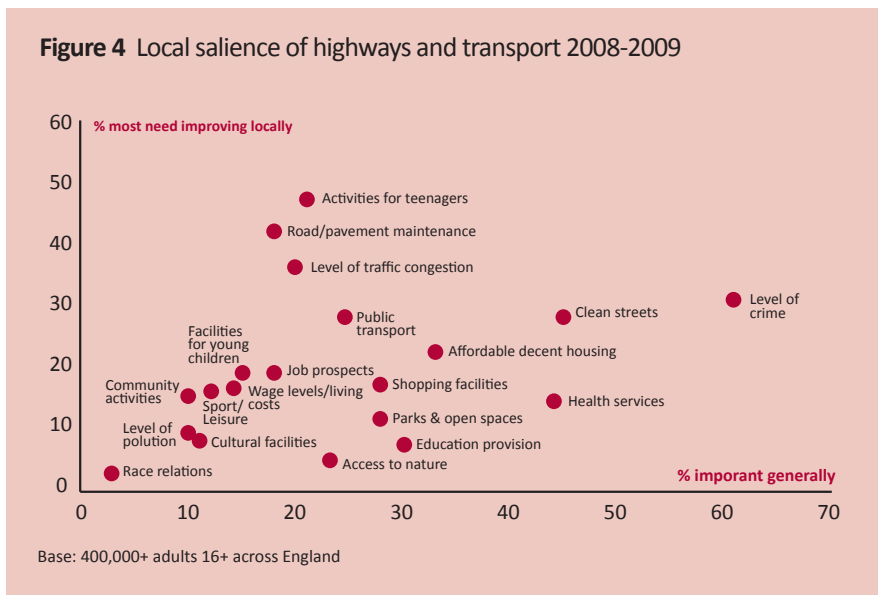 Figure 4 Local salience of highways and transport 2008-2009
60
% most need improving locally
50
Activities for teenagers
Road/pavement maintenance
40
Level of traffic congestion
30
Level of
crime
Clean streets
Public
transport
Facilities
for young
children
Affordable decent housing
20
Job prospects
Shopping facilities
Community
activities
Wage levels/living
costs
Sport/
Leisure
Health services
10
Parks & open spaces
Level of
polution
Cultural facilities
Education provision
Access to nature
Race relations
% imporant generally
0
0 10 20 30 40 50 60 70
Base: 400,000+ adults 16+ across England